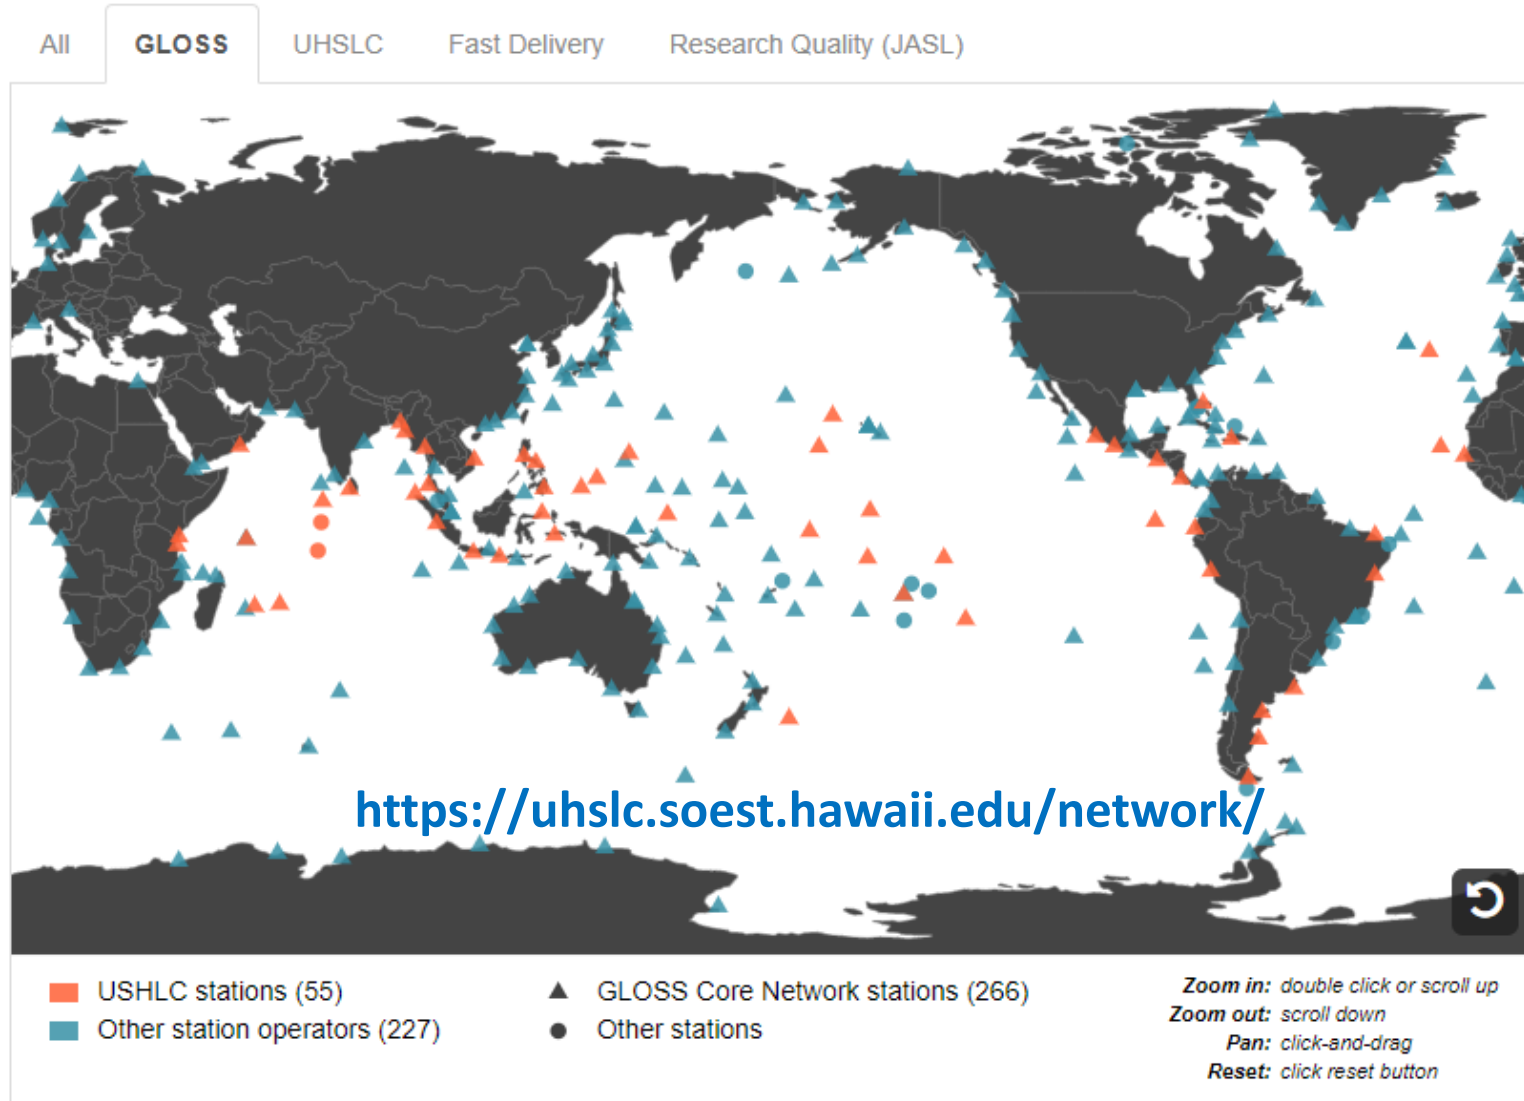 All GLOSS UHSLC Fast Delivery Research Quality (JASL)
https://uhslc.soest.hawaii.edu/network/
USHLC stations (55)
Other station operators (227)
GLOSS Core Network stations (266)
Other stations
Zoom in: double click or scroll up
Zoom out: scroll down
Pan: click-and-drag
Reset: click reset button